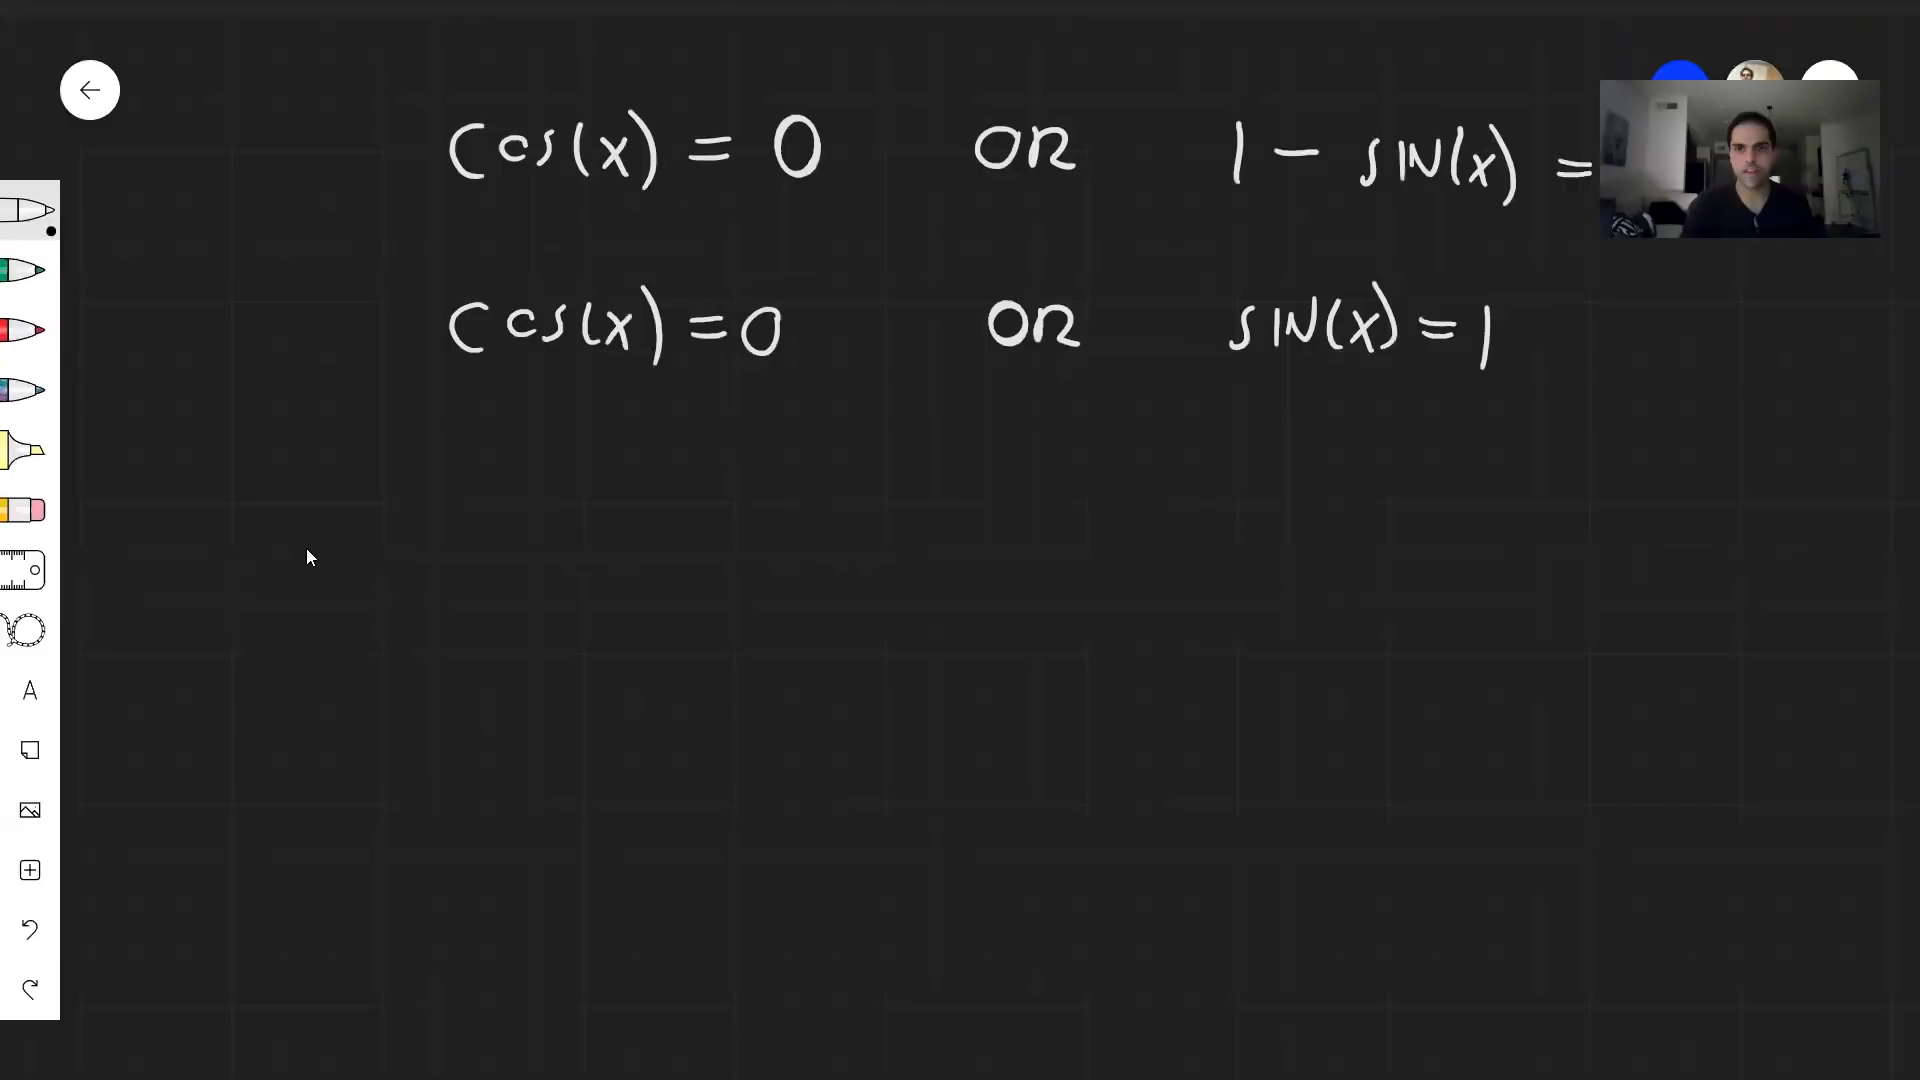 cos(x) = 0 OR 1 - SIN(x) =
cos(x) = 0 OR SIN(x) = 1
A